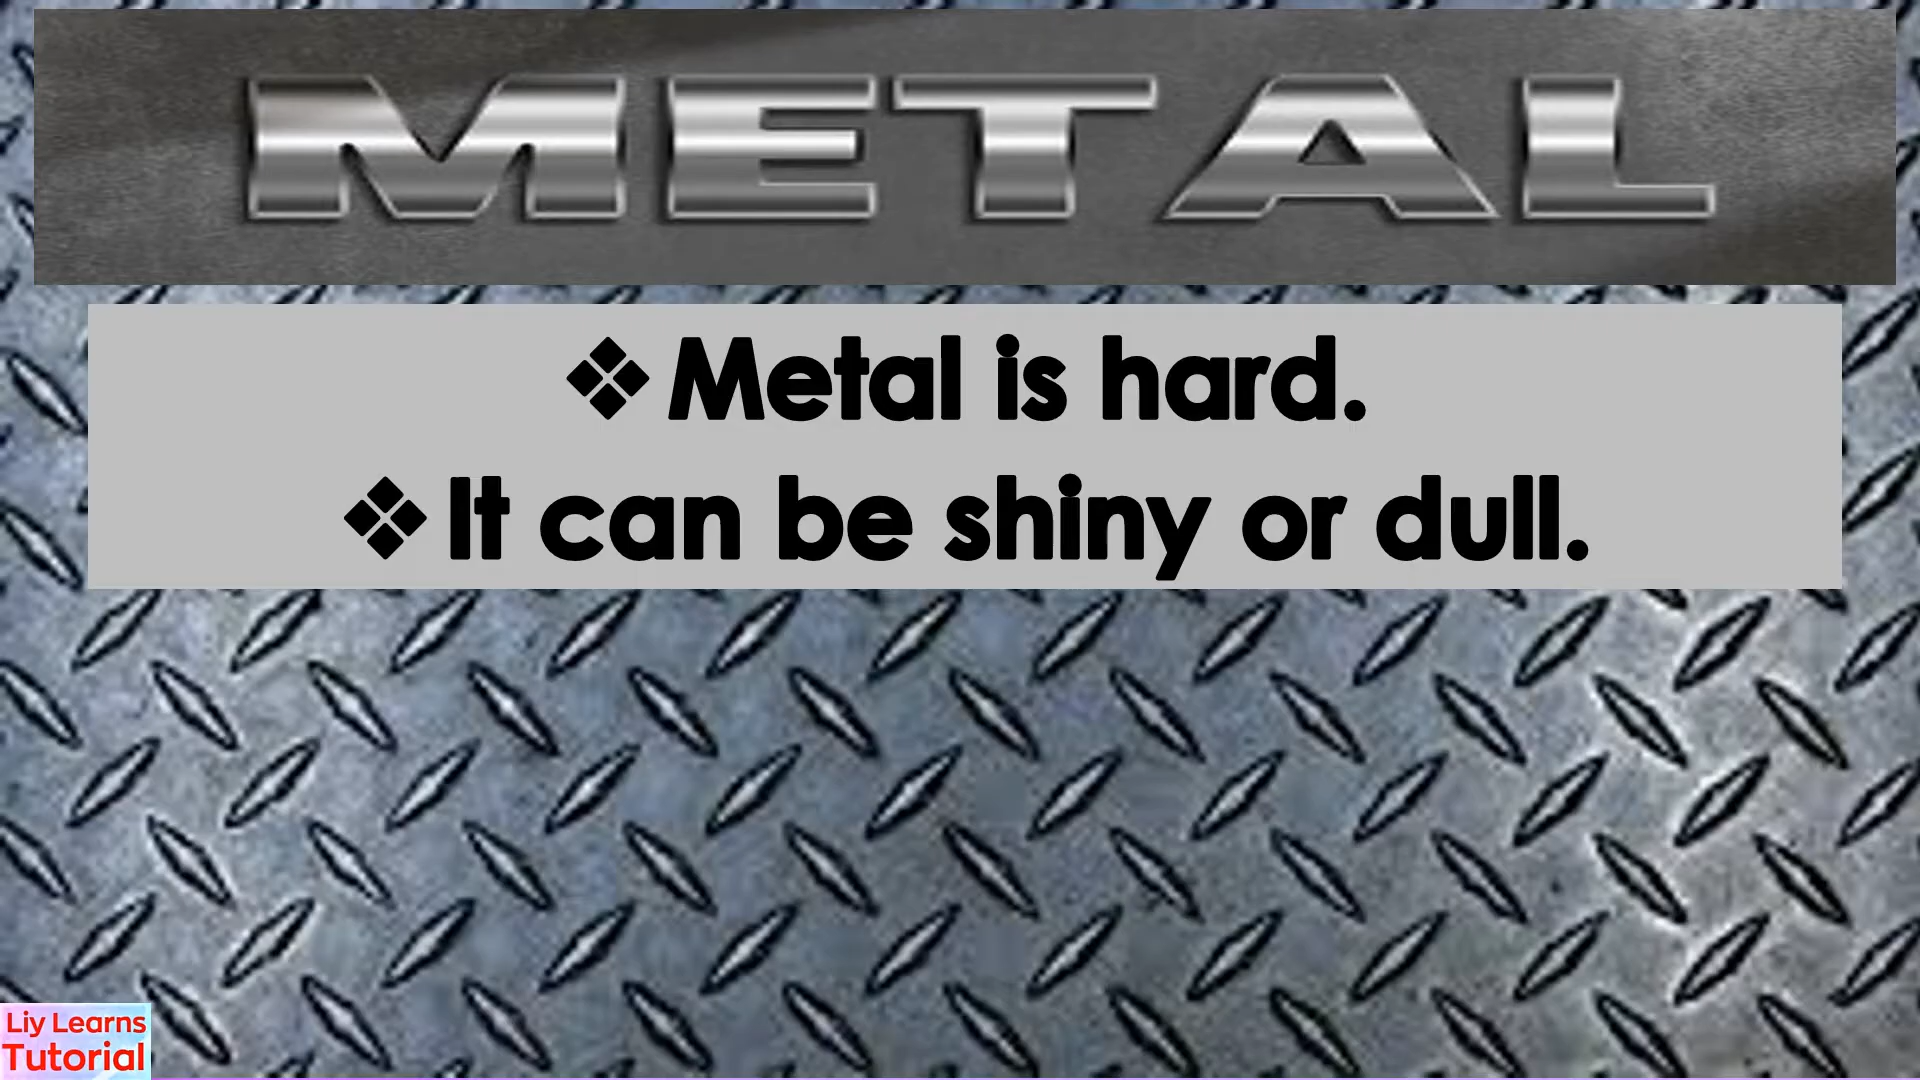 METAL
❖ Metal is hard.
❖ It can be shiny or dull.
Liy Learns
Tutorial